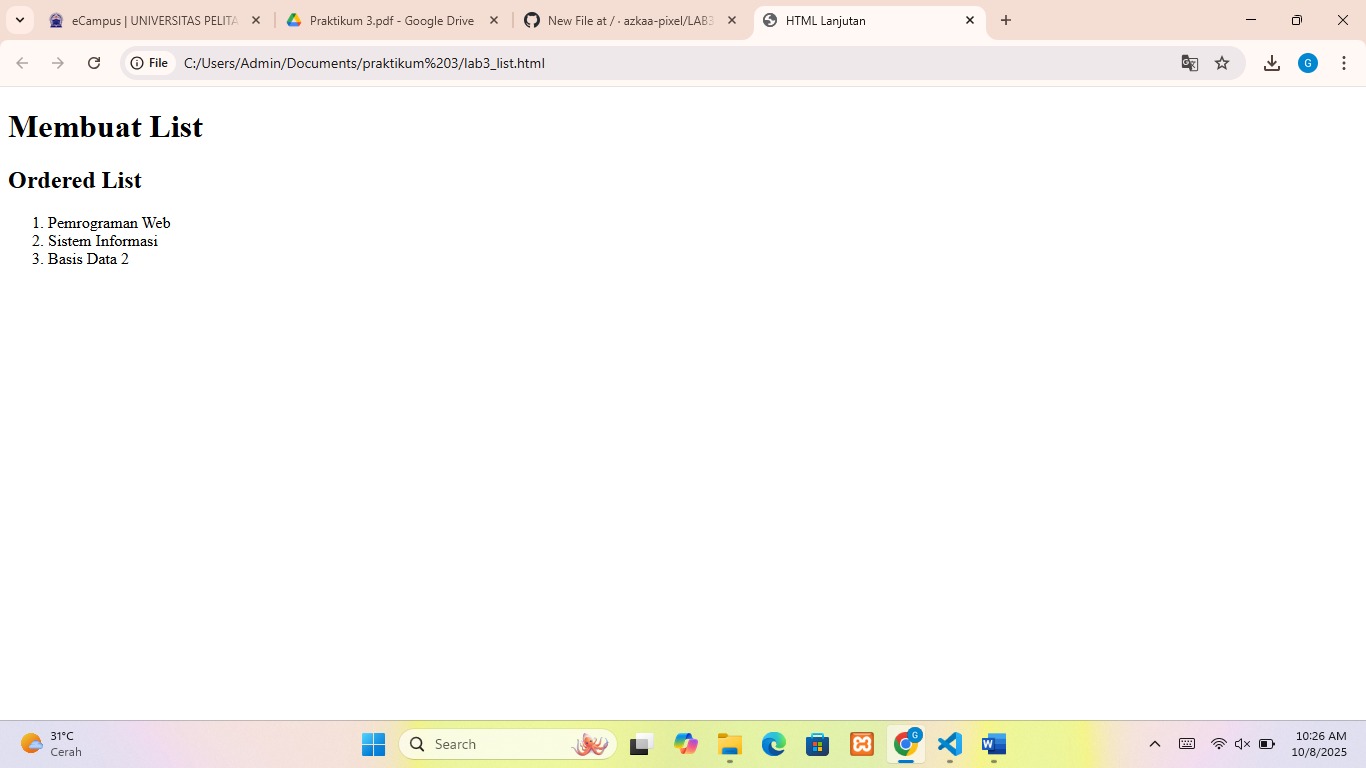 eCampus | UNIVERSITAS PELITA
Praktikum 3.pdf - Google Drive
New File at / · azkaa-pixel/LAB3
HTML Lanjutan
File
C:/Users/Admin/Documents/praktikum%203/lab3_list.html
G
Membuat List
Ordered List
1. Pemrograman Web
2. Sistem Informasi
3. Basis Data 2
31°C
Cerah
Search
G
10:26 AM
10/8/2025